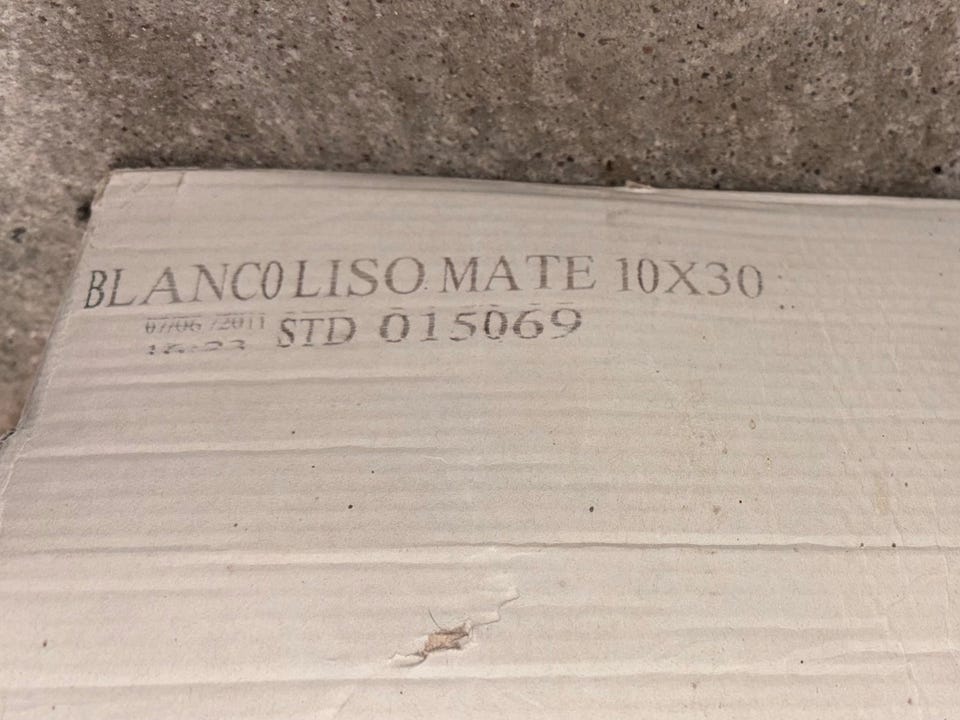 BLANCO LISO MATE 10X30
07/06/2011 STD 015069